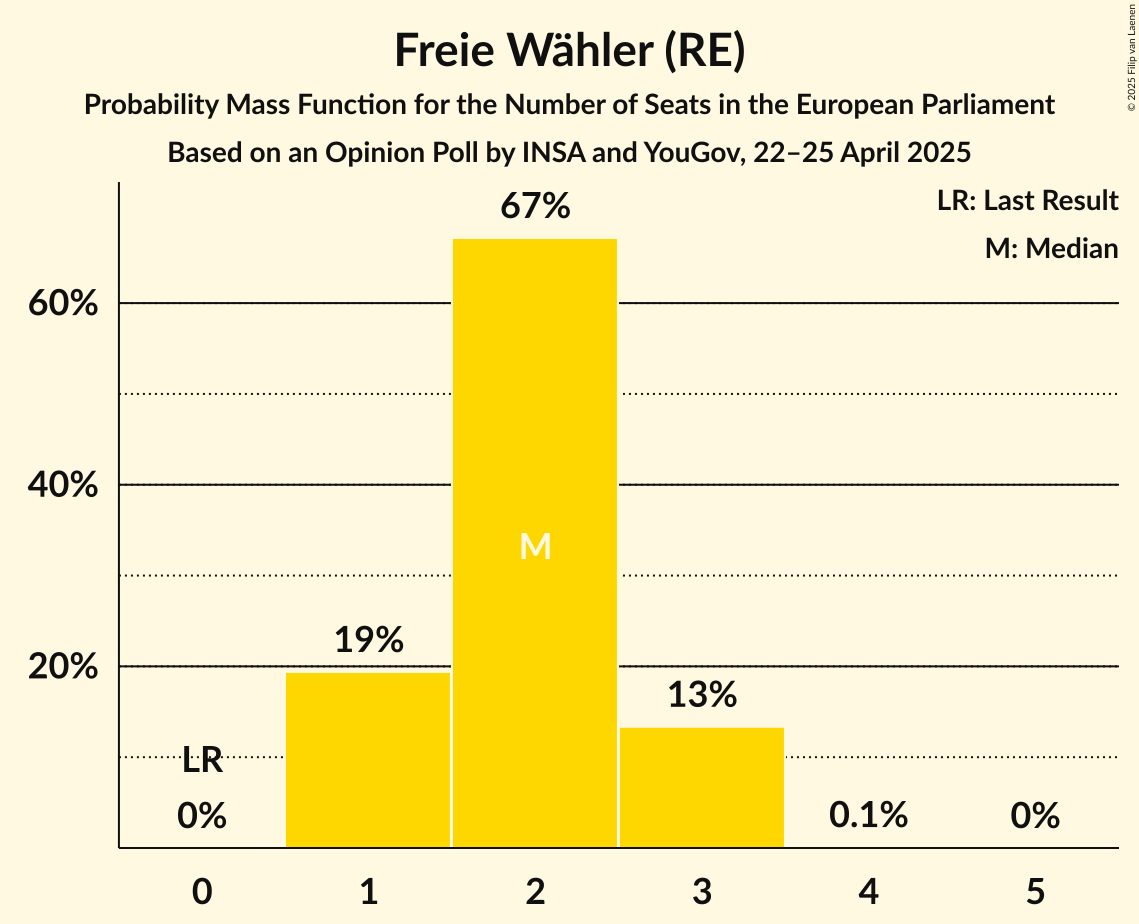 Freie Wähler (RE)
Probability Mass Function for the Number of Seats in the European Parliament
Based on an Opinion Poll by INSA and YouGov, 22–25 April 2025
© 2025 Filip van Laenen
LR: Last Result
M: Median
67%
60%
40%
M
20%
19%
13%
LR
0%
0.1%
0%
0 1 2 3 4 5